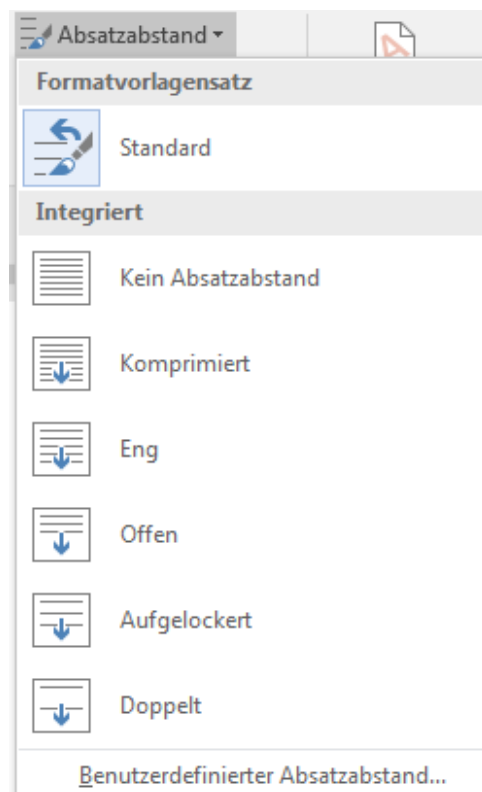 Absatzabstand
Formatvorlagensatz
Standard
Integriert
Kein Absatzabstand
Komprimiert
Eng
Offen
Aufgelockert
Doppelt
Benutzerdefinierter Absatzabstand...